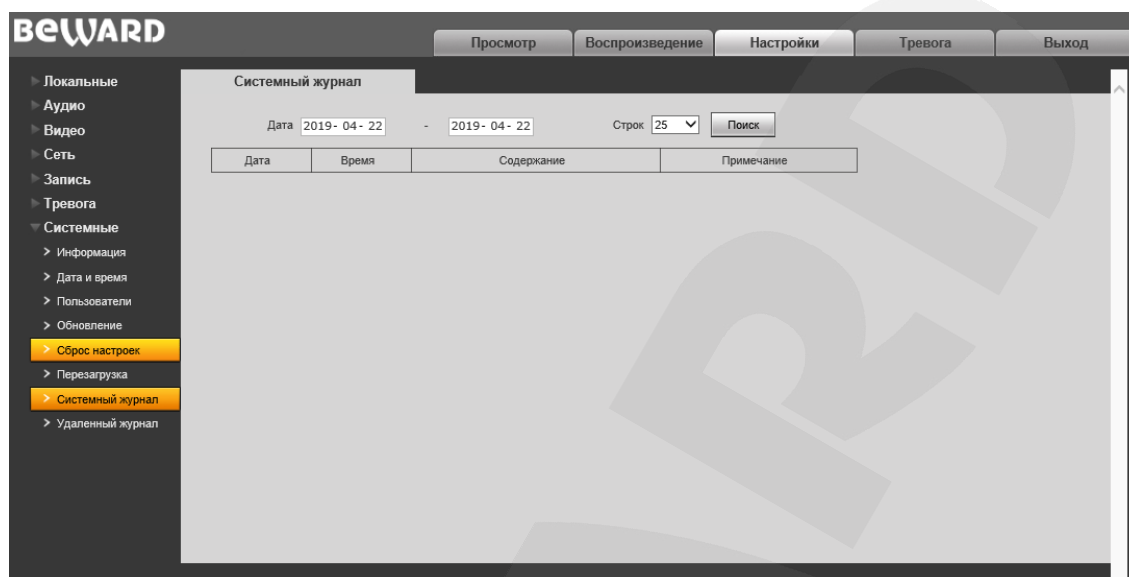 BEWARD
Просмотр Воспроизведение Настройки Тревога Выход
Локальные
Аудио
Видео
Сеть
Запись
Тревога
Системные
Информация
Дата и время
Пользователи
Обновление
Сброс настроек
Перезагрузка
Системный журнал
Удаленный журнал
Системный журнал
Дата 2019- 04- 22 - 2019- 04- 22 Строк 25 Поиск
Дата Время Содержание Примечание